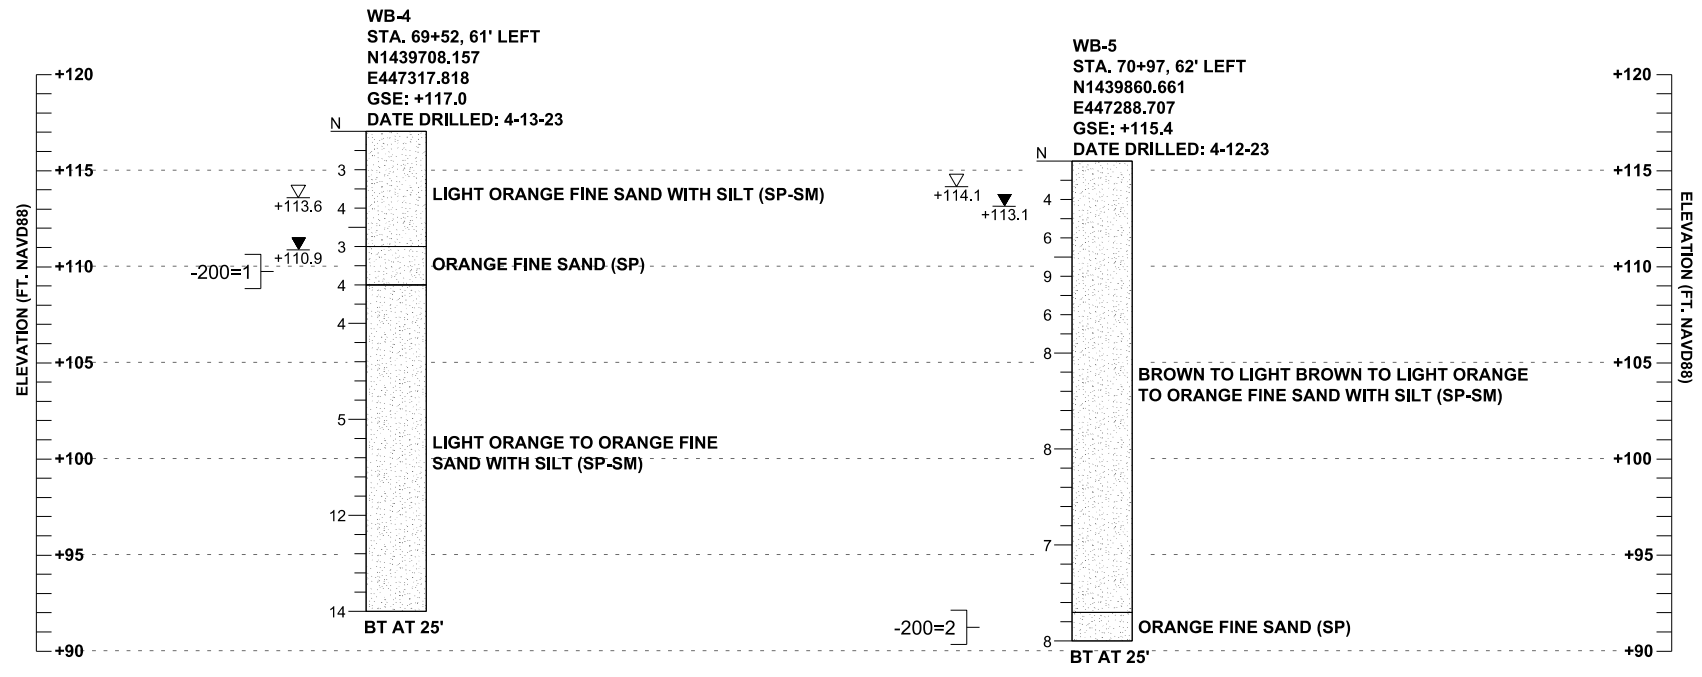 WB-4
STA. 69+52, 61' LEFT
N1439708.157
E447317.818
GSE: +117.0
DATE DRILLED: 4-13-23
N
3
4
3
4
4
5
12
14
LIGHT ORANGE FINE SAND WITH SILT (SP-SM)
ORANGE FINE SAND (SP)
LIGHT ORANGE TO ORANGE FINE
SAND WITH SILT (SP-SM)
BT AT 25'
+113.6
+110.9
-200=1
WB-5
STA. 70+97, 62' LEFT
N1439860.661
E447288.707
GSE: +115.4
DATE DRILLED: 4-12-23
N
4
6
9
6
8
8
7
8
+114.1
+113.1
BROWN TO LIGHT BROWN TO LIGHT ORANGE
TO ORANGE FINE SAND WITH SILT (SP-SM)
-200=2
ORANGE FINE SAND (SP)
BT AT 25'
ELEVATION (FT. NAVD88)
+120
+115
+110
+105
+100
+95
+90
+120
+115
+110
+105
+100
+95
+90
ELEVATION (FT. NAVD88)